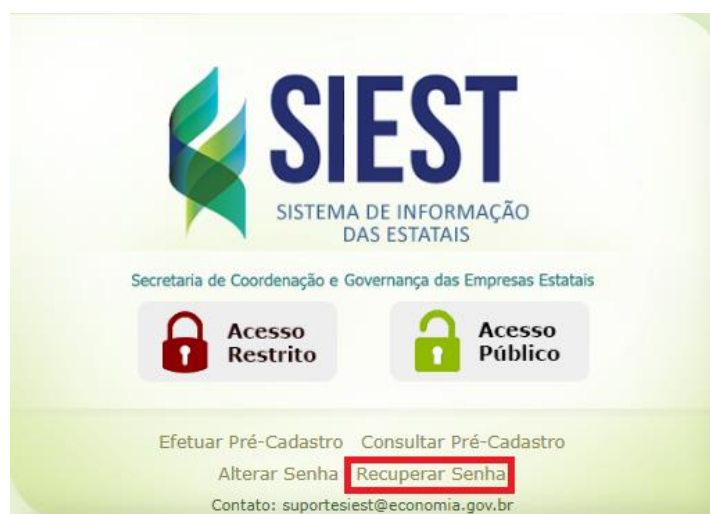 SIEST
SISTEMA DE INFORMAÇÃO
DAS ESTATAIS
Secretaria de Coordenação e Governança das Empresas Estatais
Acesso
Restrito
Acesso
Público
Efetuar Pré-Cadastro Consultar Pré-Cadastro
Alterar Senha Recuperar Senha
Contato: suportesiest@economia.gov.br